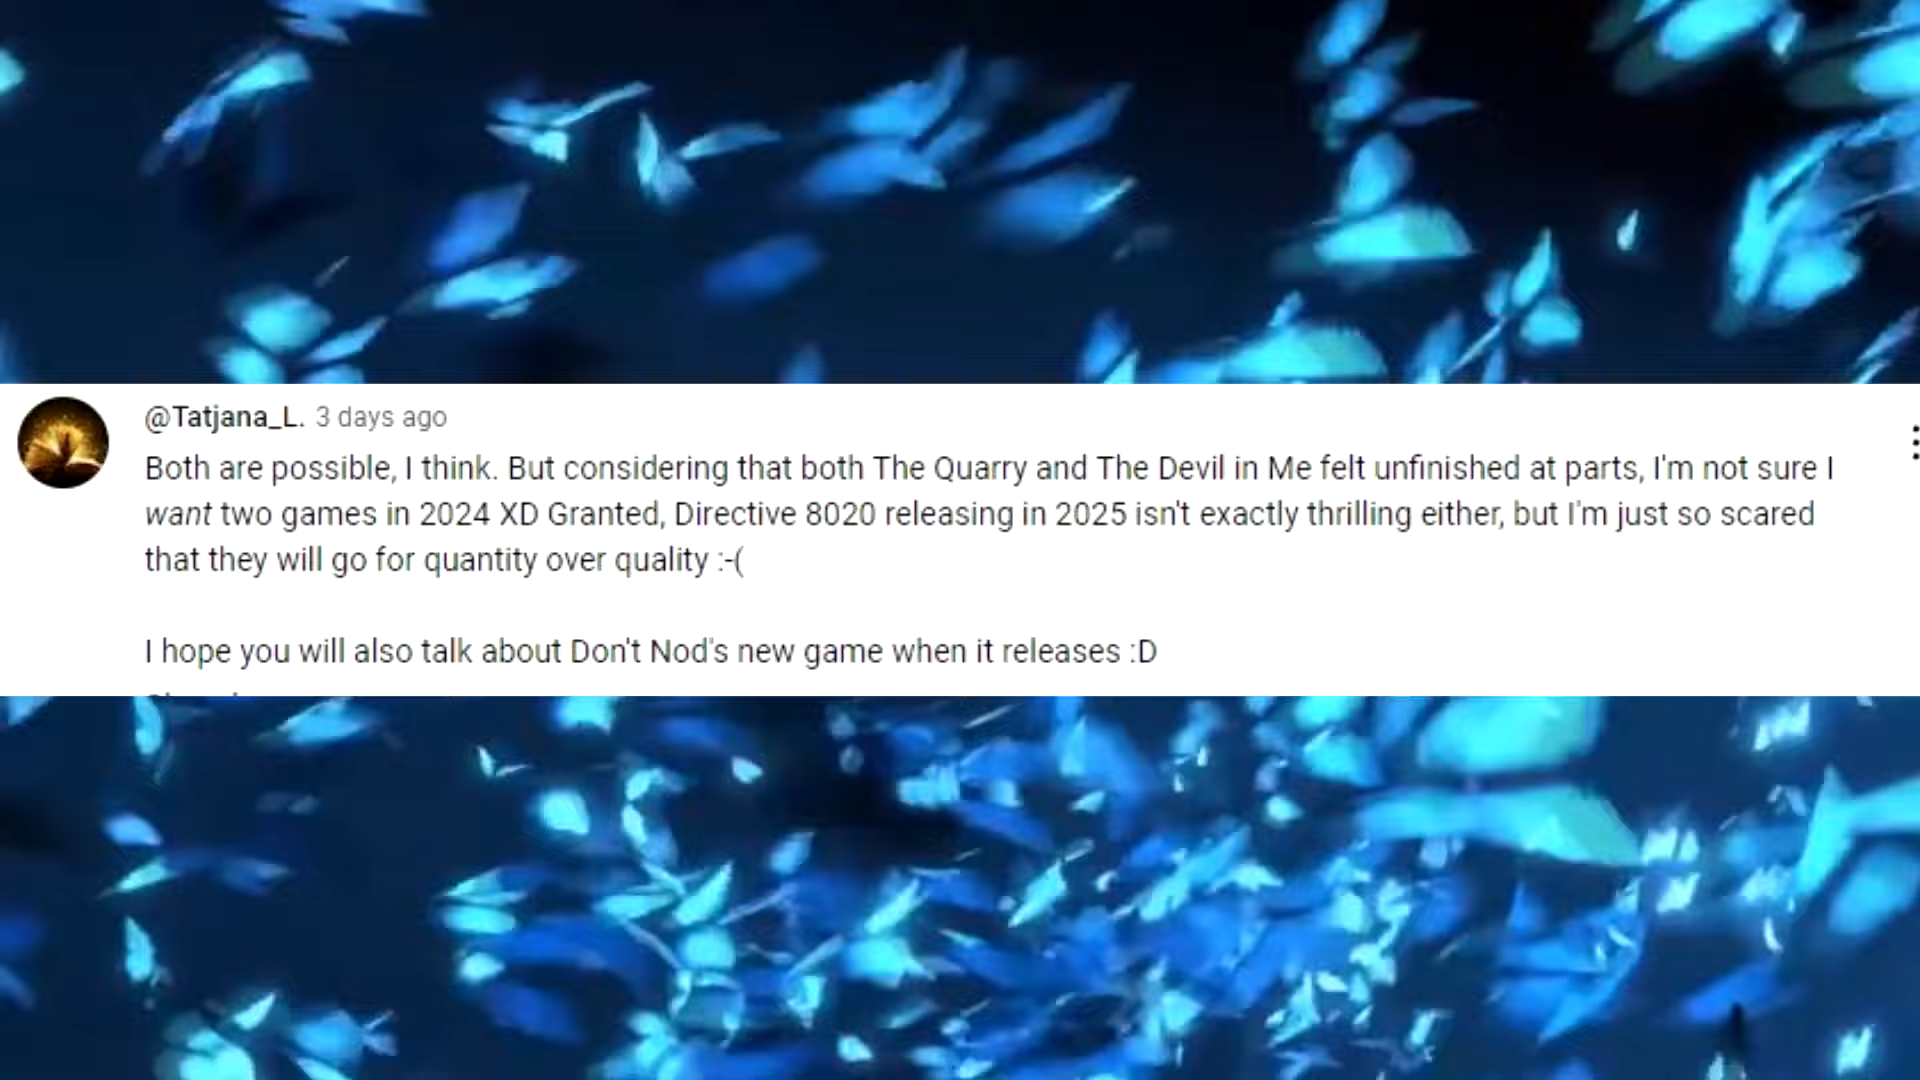 @Tatjana_L. 3 days ago
Both are possible, I think. But considering that both The Quarry and The Devil in Me felt unfinished at parts, I'm not sure I
want two games in 2024 XD Granted, Directive 8020 releasing in 2025 isn't exactly thrilling either, but I'm just so scared
that they will go for quantity over quality :-(
I hope you will also talk about Don't Nod's new game when it releases :D